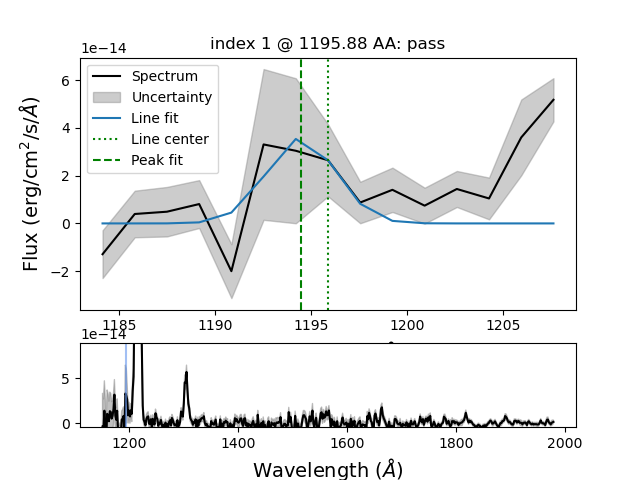 index 1 @ 1195.88 AA: pass
1e−14
Spectrum
Uncertainty
Line fit
Line center
Peak fit
6
4
2
0
−2
Flux (erg/cm²/s/Å)
1185
1190
1195
1200
1205
1e−14
5
0
1200
1400
1600
1800
2000
Wavelength (Å)